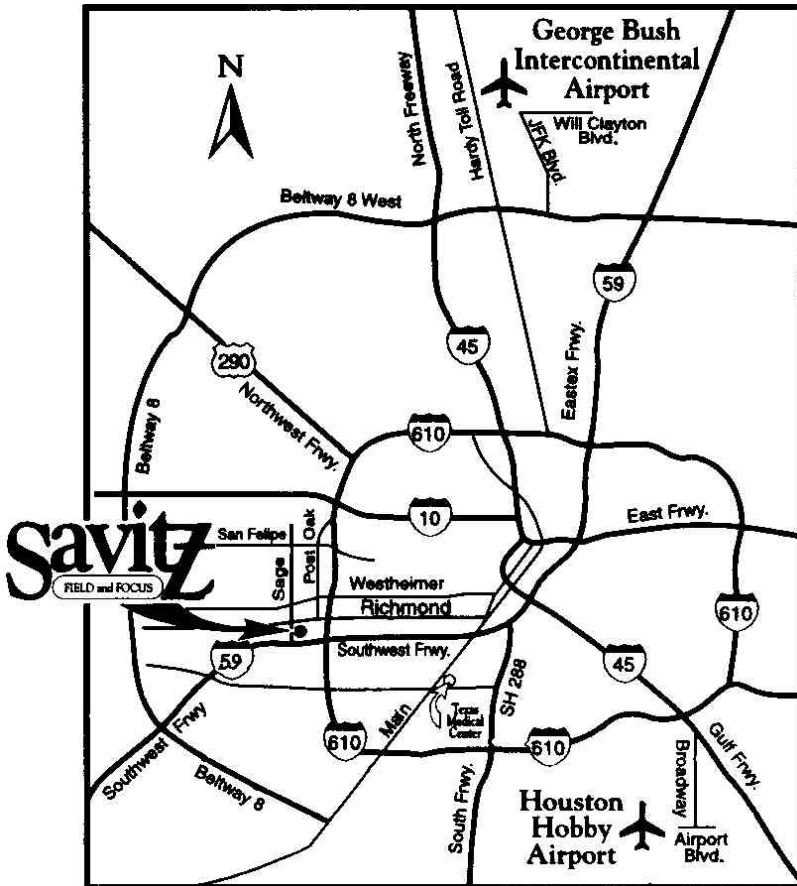 George Bush
Intercontinental
Airport
N
North Freeway
Hardy Toll Road
JFK Blvd.
Will Clayton
Blvd.
Beltway 8 West
59
45
290
Eastex Frwy.
Northwest Frwy.
Beltway 8
610
10
East Frwy.
Savitz
FIELD and FOCUS
San Felipe
Sage
Post Oak
Westheimer
Richmond
610
59
Southwest Frwy.
45
SH 288
Main
Texas
Medical
Center
Southwest Frwy
Beltway 8
610
610
Gulf Frwy.
Broadway
South Frwy.
Houston
Hobby
Airport
Airport
Blvd.